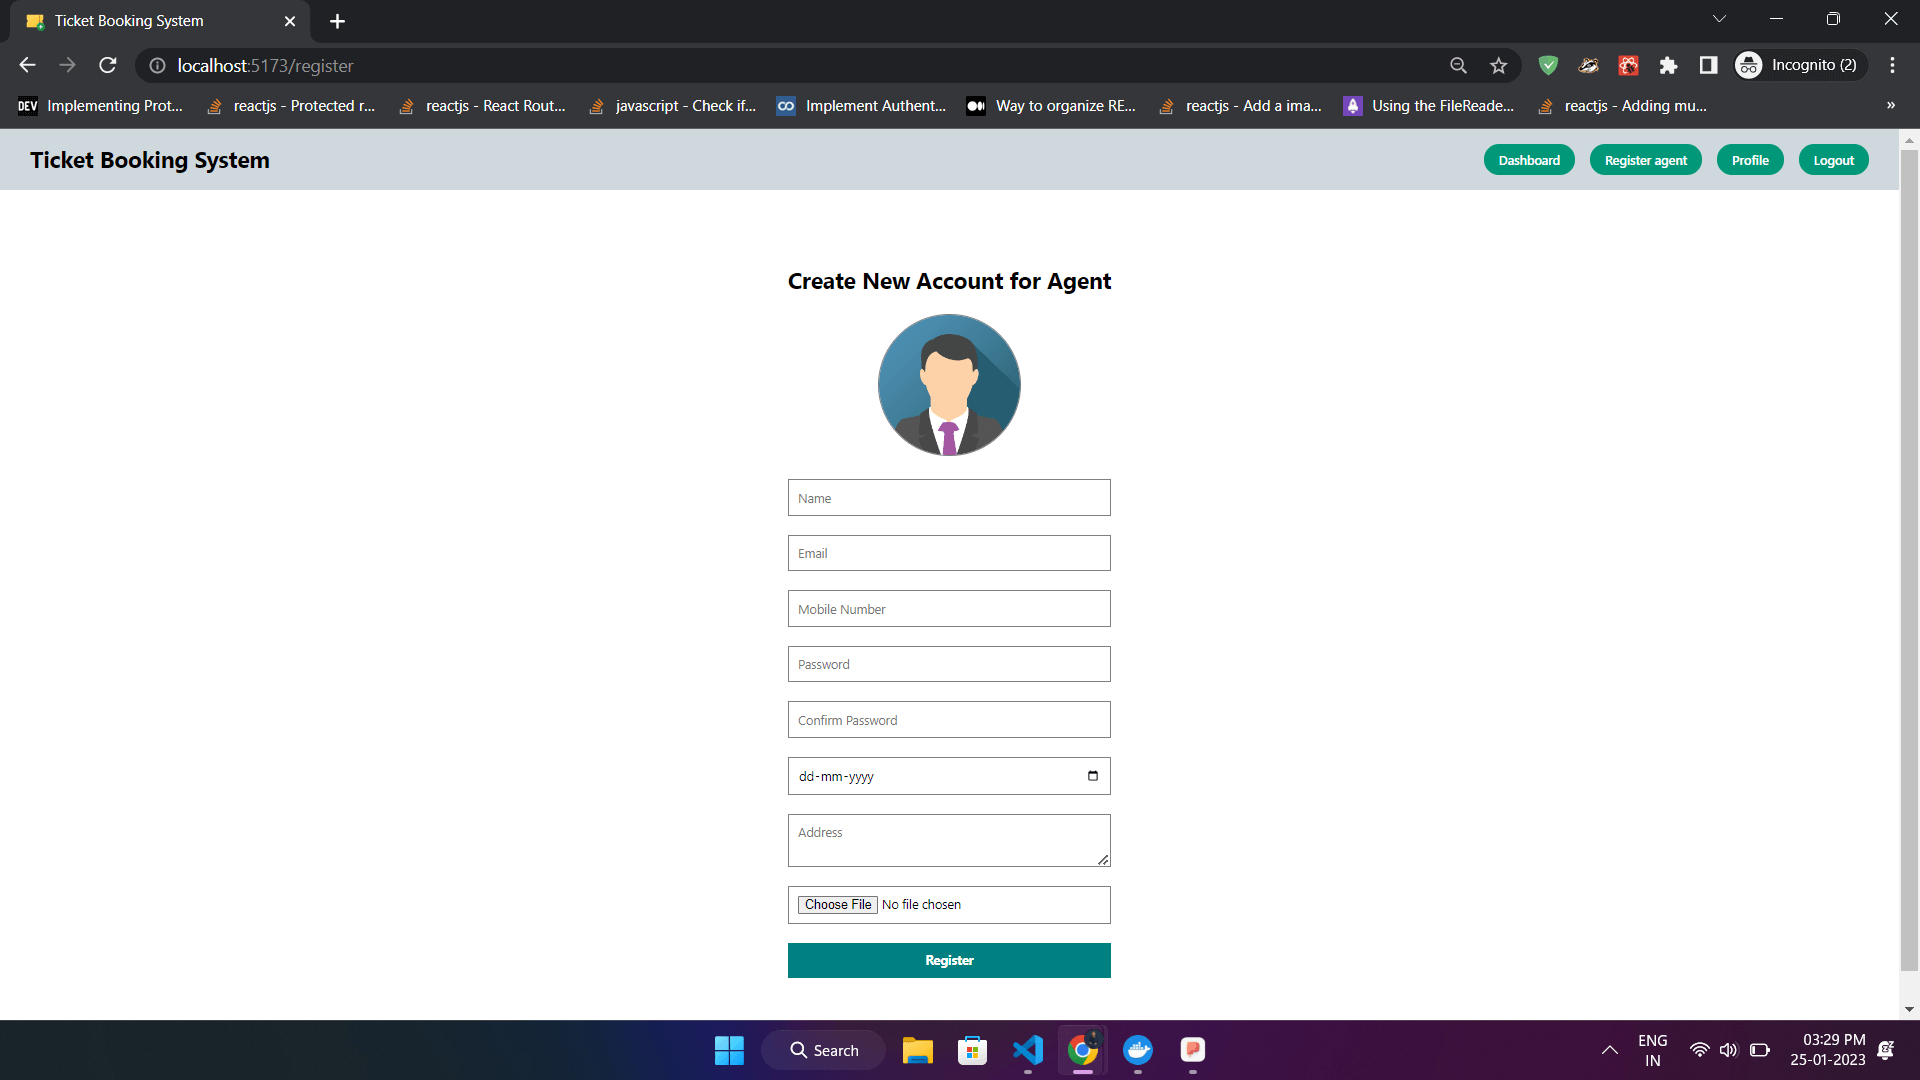 Ticket Booking System
localhost:5173/register
Incognito (2)
DEV Implementing Prot... reactjs - Protected r... reactjs - React Rout... javascript - Check if... Implement Authent... Way to organize RE... reactjs - Add a ima... Using the FileReade... reactjs - Adding mu... »
Ticket Booking System Dashboard Register agent Profile Logout
Create New Account for Agent
Name
Email
Mobile Number
Password
Confirm Password
dd-mm-yyyy
Address
Choose File No file chosen
Register
Search
ENG
IN
03:29 PM
25-01-2023